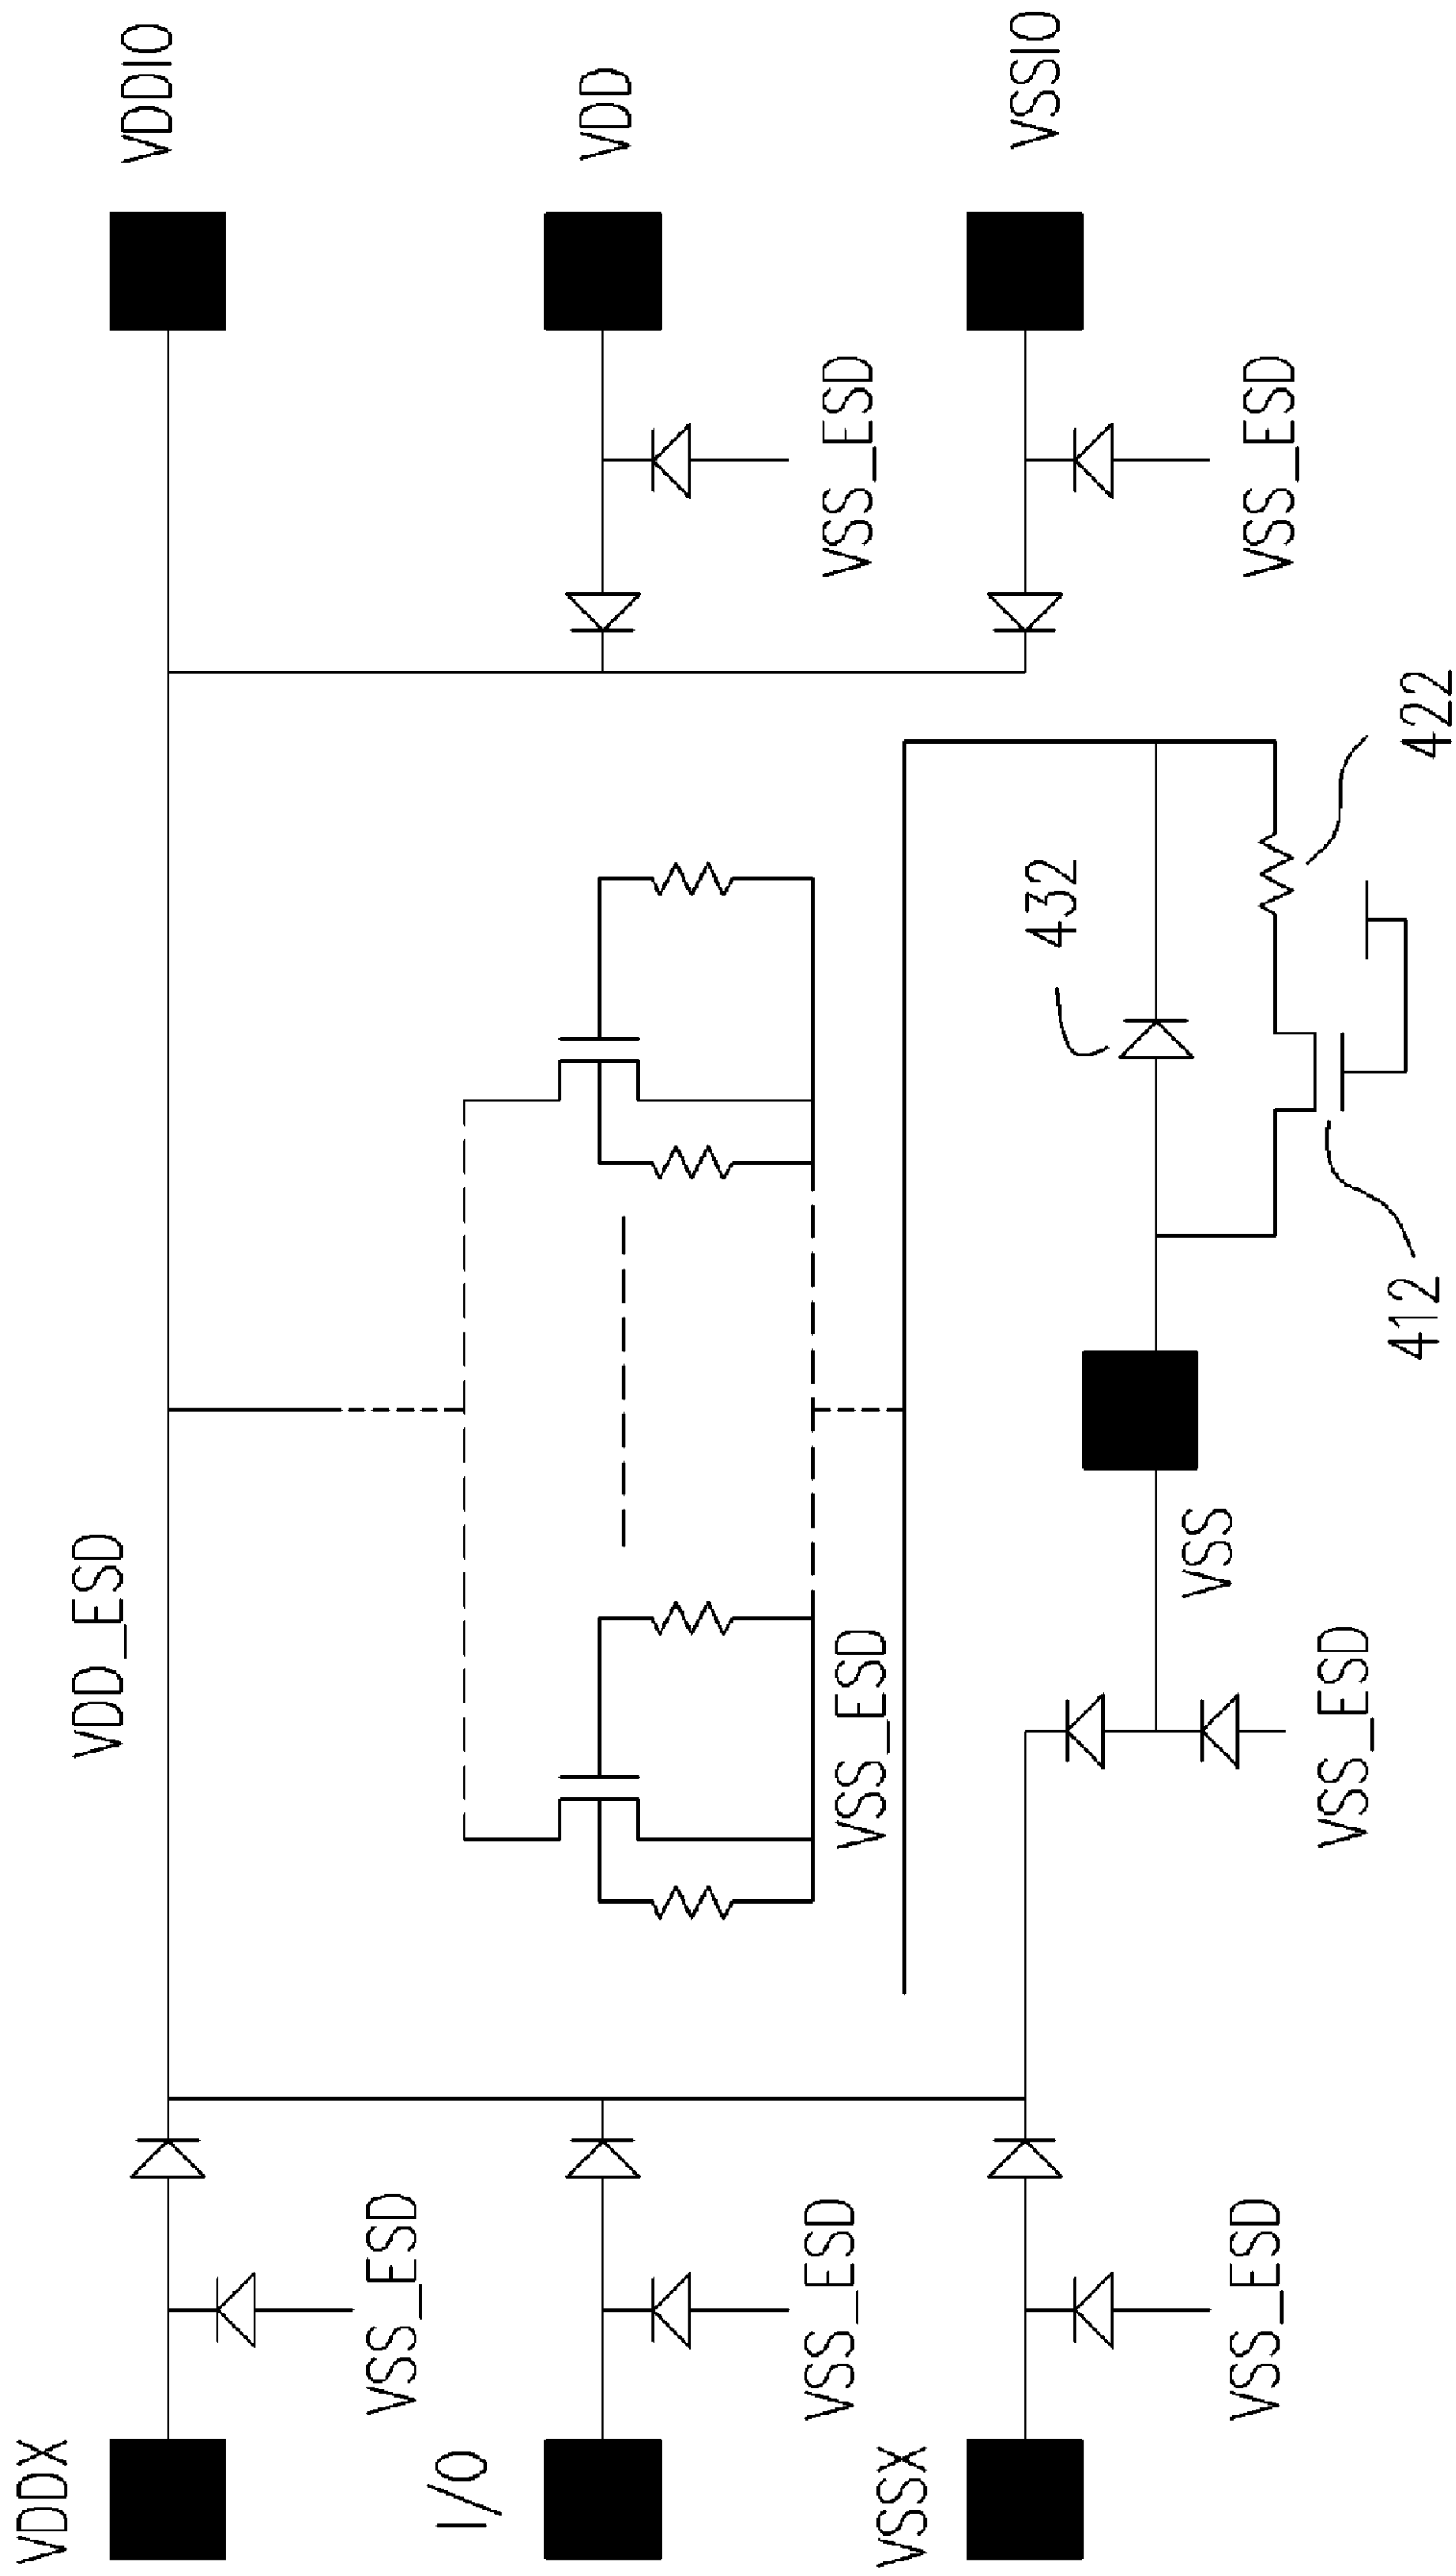 VDDX
VDD_ESD
VDDIO
VSS_ESD
I/O
VDD
VSS_ESD
VSS_ESD
VSS_ESD
VSSX
432
VSSIO
VSS_ESD
VSS
VSS_ESD
VSS_ESD
412
422